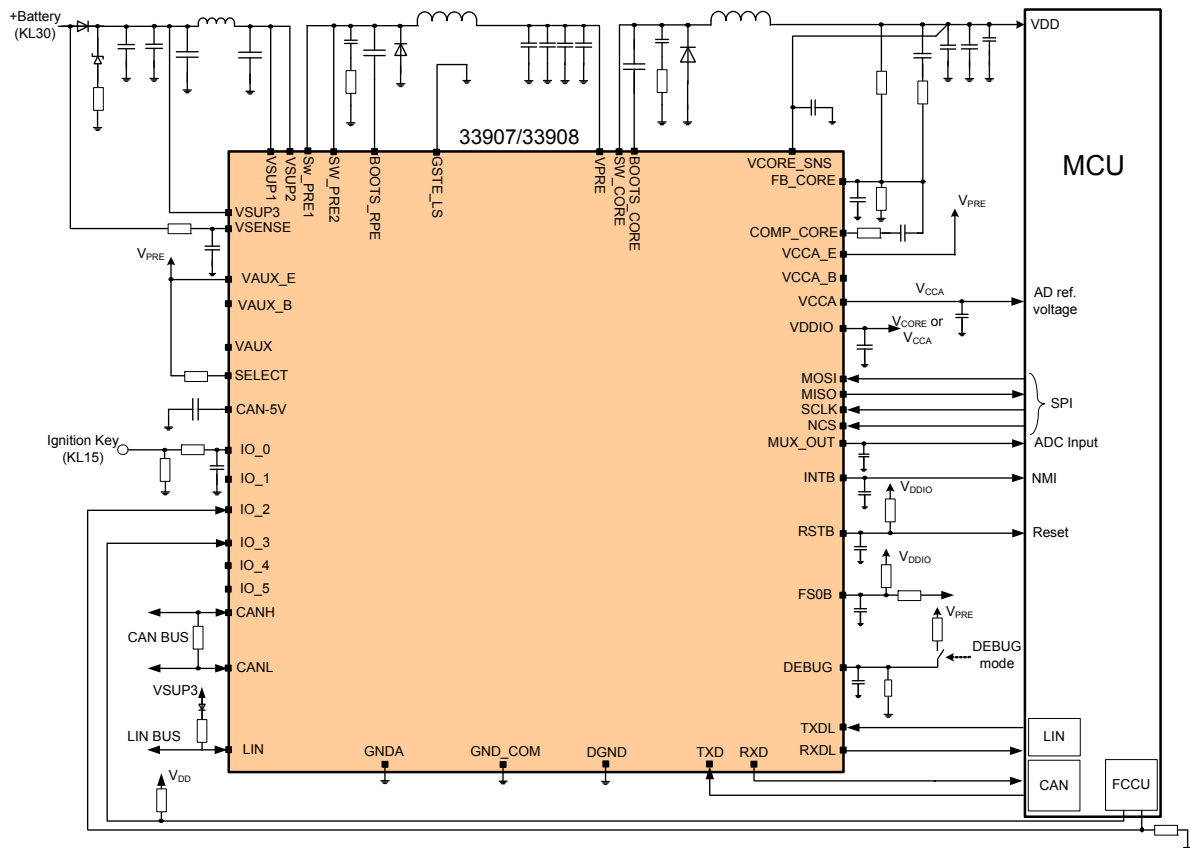 +Battery
(KL30)
33907/33908
VDD
MCU
VSUP1
VSUP2
Sw_PRE1
SW_PRE2
BOOTS_RPE
GSTE_LS
VPRE
SW_CORE
BOOTS_CORE
VCORE_SNS
FB_CORE
COMP_CORE
VCCA_E
VCCA_B
VCCA
VDDIO
MOSI
MISO
SCLK
NCS
MUX_OUT
INTB
RSTB
FS0B
DEBUG
TXDL
RXDL
VSUP3
VSENSE
VPRE
VAUX_E
VAUX_B
VAUX
SELECT
CAN-5V
Ignition Key
(KL15)
IO_0
IO_1
IO_2
IO_3
IO_4
IO_5
CANH
CAN BUS
CANL
VSUP3
LIN BUS
LIN
VDD
GNDA
GND_COM
DGND
TXD
RXD
VPRE
VCCA
AD ref.
voltage
VCORE or
VCCA
SPI
ADC Input
NMI
VDDIO
Reset
VDDIO
VPRE
DEBUG
mode
LIN
CAN
FCCU